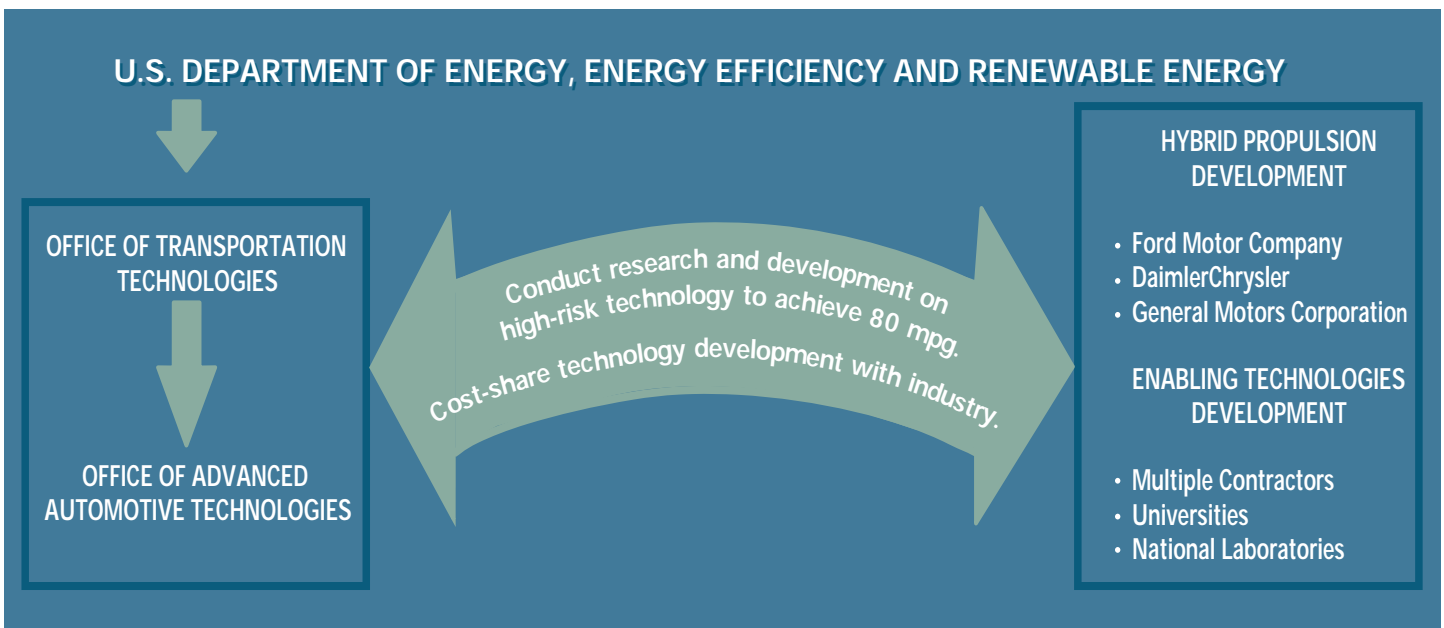 U.S. DEPARTMENT OF ENERGY, ENERGY EFFICIENCY AND RENEWABLE ENERGY
OFFICE OF TRANSPORTATION
TECHNOLOGIES
OFFICE OF ADVANCED
AUTOMOTIVE TECHNOLOGIES
Conduct research and development on
high-risk technology to achieve 80 mpg.
Cost-share technology development with industry.
HYBRID PROPULSION
DEVELOPMENT
• Ford Motor Company
• DaimlerChrysler
• General Motors Corporation
ENABLING TECHNOLOGIES
DEVELOPMENT
• Multiple Contractors
• Universities
• National Laboratories